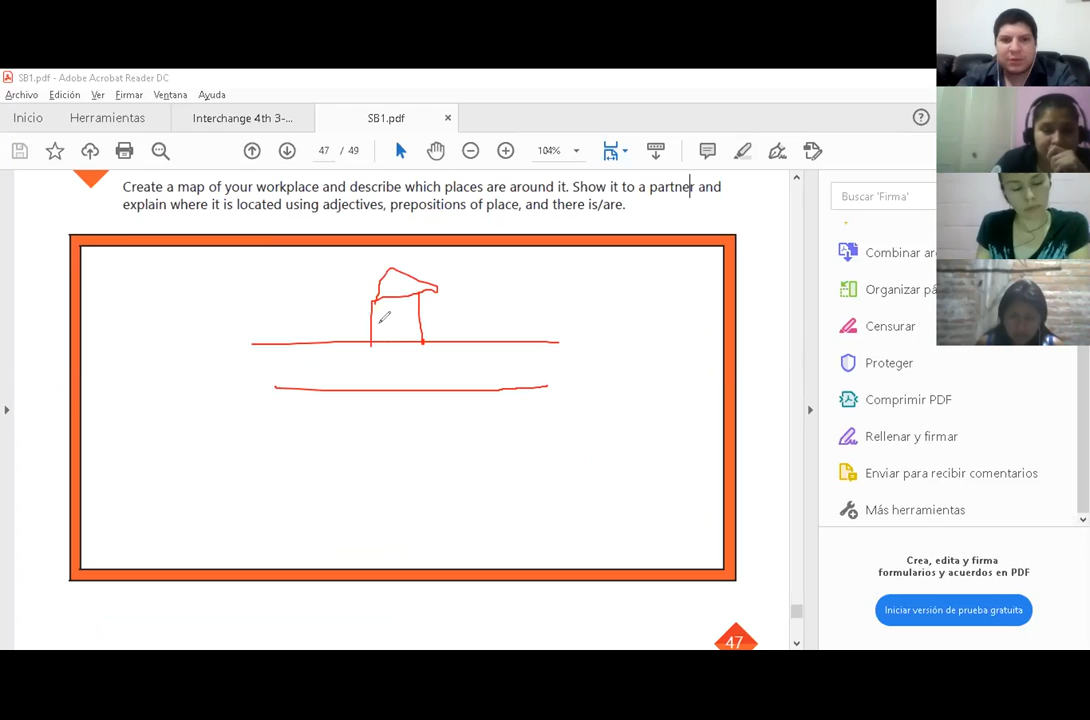 SB1.pdf - Adobe Acrobat Reader DC
Archivo Edición Ver Firmar Ventana Ayuda
Inicio Herramientas Interchange 4th 3-... SB1.pdf ×
47 / 49 104%
Create a map of your workplace and describe which places are around it. Show it to a partner and
explain where it is located using adjectives, prepositions of place, and there is/are.
47
Buscar 'Firma'
Combinar ar
Organizar pá
Censurar
Proteger
Comprimir PDF
Rellenar y firmar
Enviar para recibir comentarios
Más herramientas
Crea, edita y firma
formularios y acuerdos en PDF
Iniciar versión de prueba gratuita